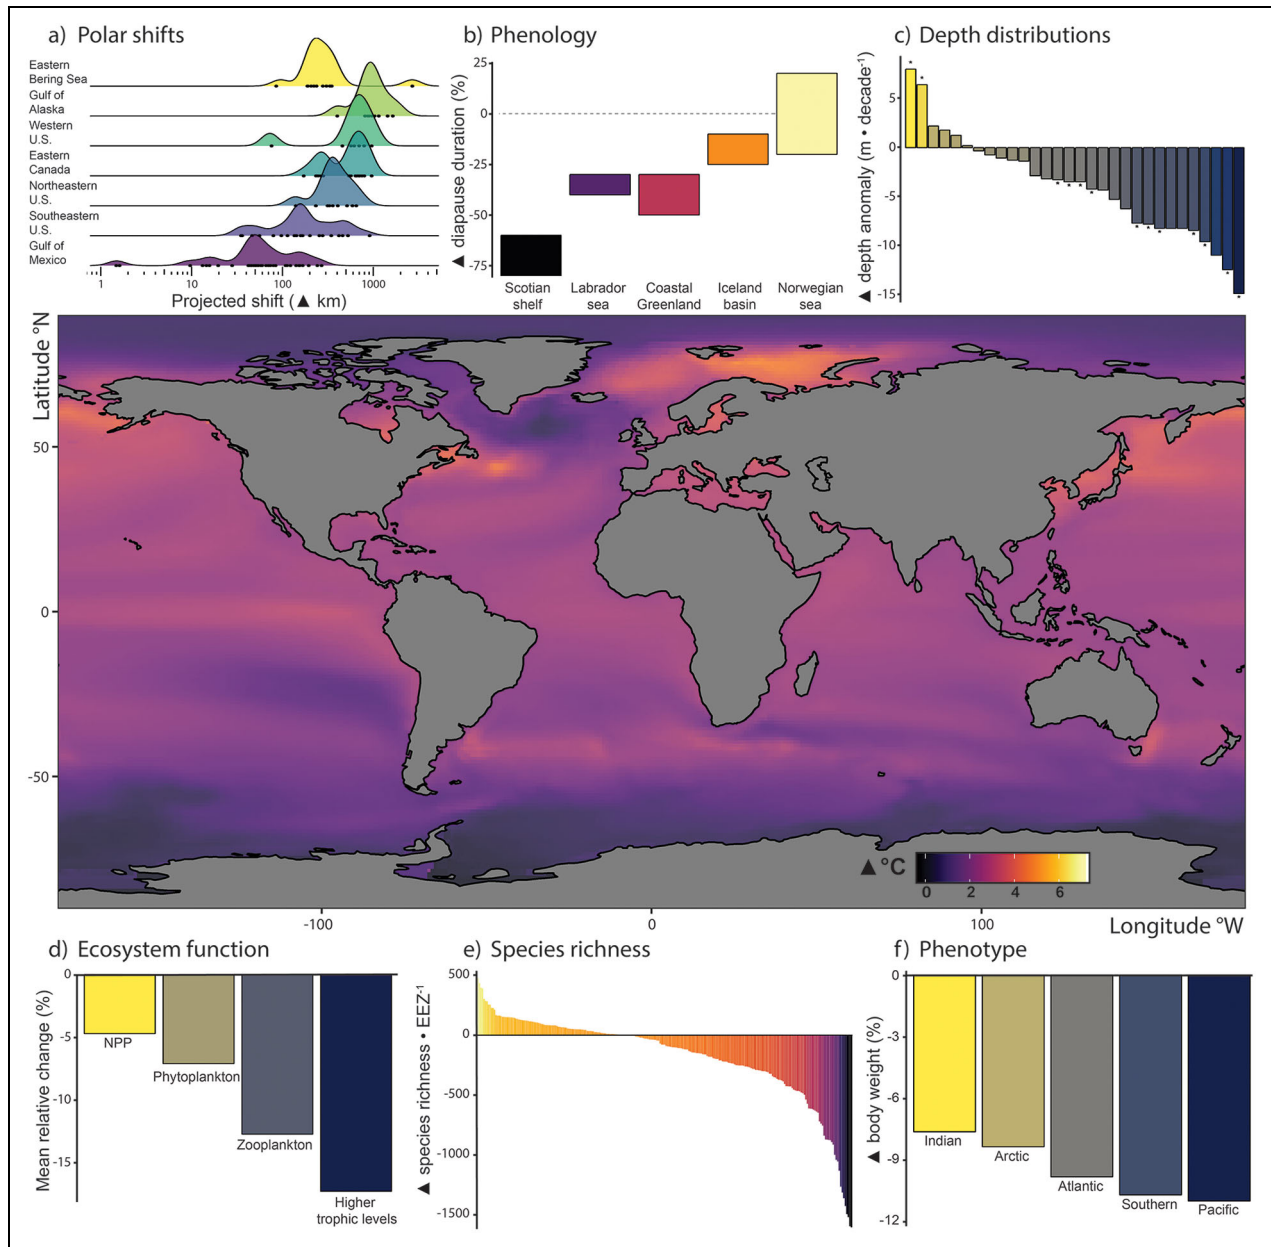 a) Polar shifts
Eastern
Bering Sea
Gulf of
Alaska
Western
U.S.
Eastern
Canada
Northeastern
U.S.
Southeastern
U.S.
Gulf of
Mexico
1
10
100
1000
Projected shift (▲ km)
b) Phenology
▲ diapause duration (%)
25
0
-25
-50
-75
Scotian
shelf
Labrador
sea
Coastal
Greenland
Iceland
basin
Norwegian
sea
c) Depth distributions
▲ depth anomaly (m • decade⁻¹)
5
0
-5
-10
-15
Latitude °N
50
0
-50
▲°C
0
2
4
6
-100
0
100
Longitude °W
d) Ecosystem function
Mean relative change (%)
0
-5
-10
-15
NPP
Phytoplankton
Zooplankton
Higher
trophic levels
e) Species richness
▲ species richness • EEZ⁻¹
500
0
-500
-1000
-1500
f) Phenotype
▲ body weight (%)
0
-3
-6
-9
-12
Indian
Arctic
Atlantic
Southern
Pacific